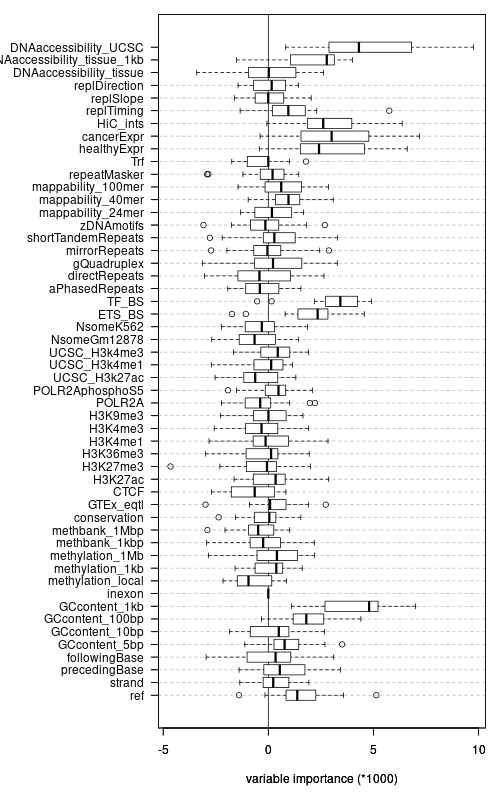 DNAaccessibility_UCSC
NAaccessibility_tissue_1kb
DNAaccessibility_tissue
replDirection
replSlope
replTiming
HiC_ints
cancerExpr
healthyExpr
Trf
repeatMasker
mappability_100mer
mappability_40mer
mappability_24mer
zDNAmotifs
shortTandemRepeats
mirrorRepeats
gQuadruplex
directRepeats
aPhasedRepeats
TF_BS
ETS_BS
NsomeK562
NsomeGm12878
UCSC_H3k4me3
UCSC_H3k4me1
UCSC_H3k27ac
POLR2AphosphoS5
POLR2A
H3K9me3
H3K4me3
H3K4me1
H3K36me3
H3K27me3
H3K27ac
CTCF
GTEx_eqtl
conservation
methbank_1Mbp
methbank_1kbp
methylation_1Mb
methylation_1kb
methylation_local
inexon
GCcontent_1kb
GCcontent_100bp
GCcontent_10bp
GCcontent_5bp
followingBase
precedingBase
strand
ref
-5 0 5 10
variable importance (*1000)